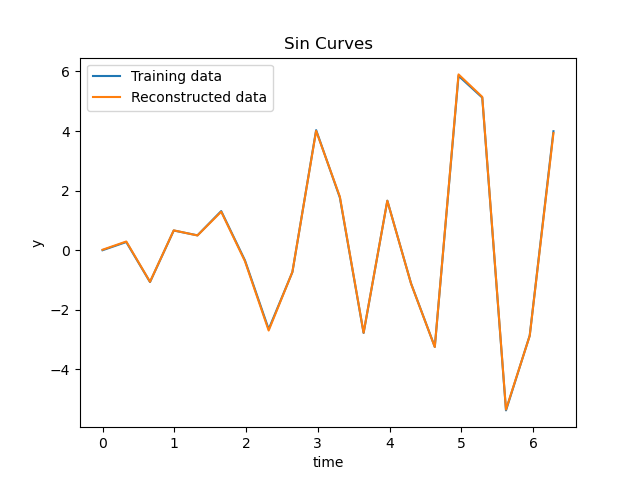 Sin Curves
Training data
Reconstructed data
6
4
2
0
−2
−4
y
0 1 2 3 4 5 6
time